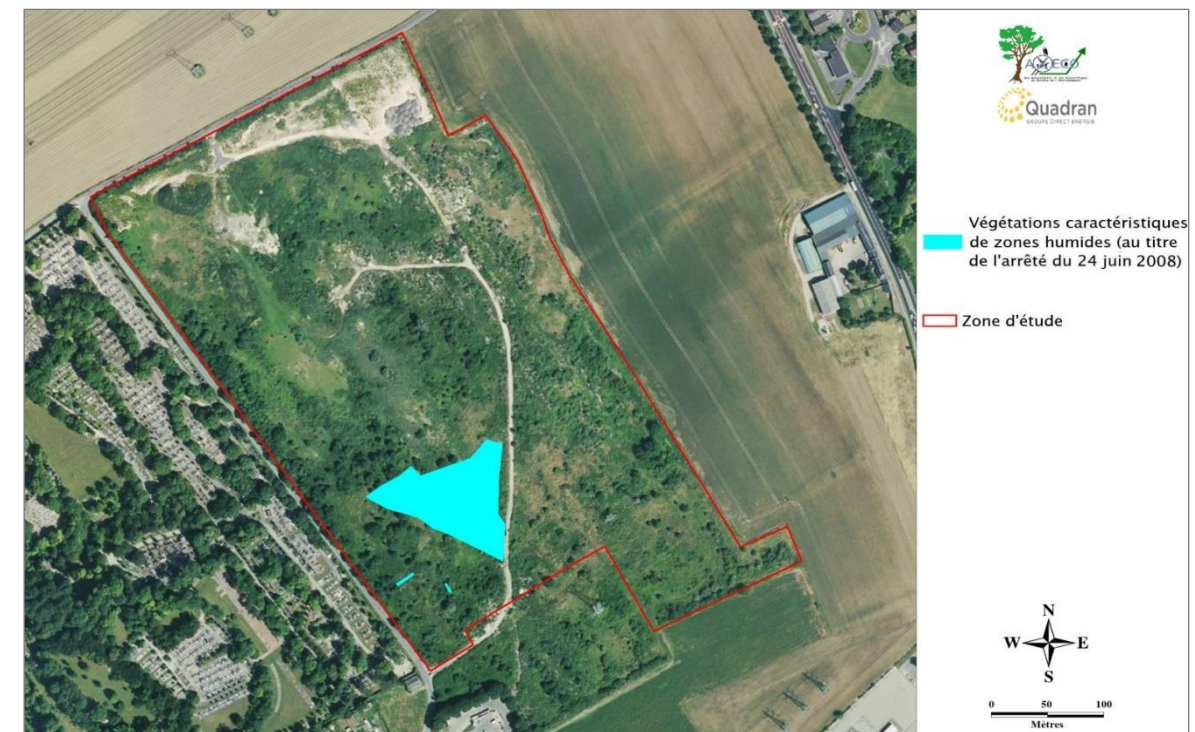 Quadran
GROUPE DIRECT ENERGIE
Végétations caractéristiques
de zones humides (au titre
de l'arrêté du 24 juin 2008)
Zone d'étude
N
W E
S
0 50 100
Mètres